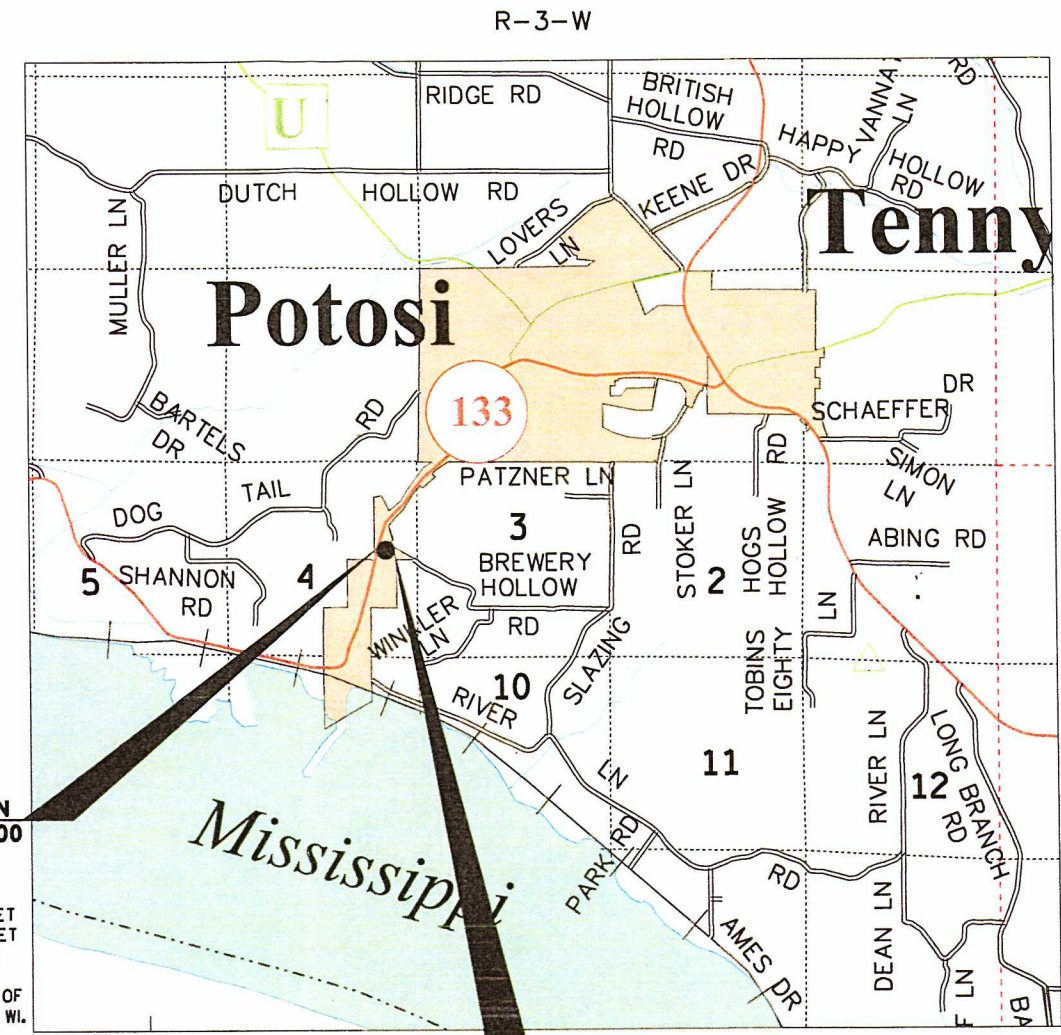 R-3-W
RIDGE RD
BRITISH
HOLLOW
RD
HAPPY
HOLLOW
RD
VANNA
LN
RD
U
DUTCH HOLLOW RD
KEENE DR
LOVERS
LN
MULLER LN
Tenny
Potosi
133
BARTELS
DR
RD
TAIL
DOG
SCHAEFFER
DR
SIMON
LN
PATZNER LN
RD
STOKER LN
HOGS
HOLLOW
RD
ABING RD
3
BREWERY
HOLLOW
RD
2
5
SHANNON
RD
4
WINKLER
LN
SLAZING
TOBINS
EIGHTY
LN
10
RIVER
LN
11
RIVER LN
12
LONG BRANCH
RD
N
00
Mississippi
PARK RD
RD
ET
ET
AMES DR
DEAN LN
LN
BA
OF
WI.